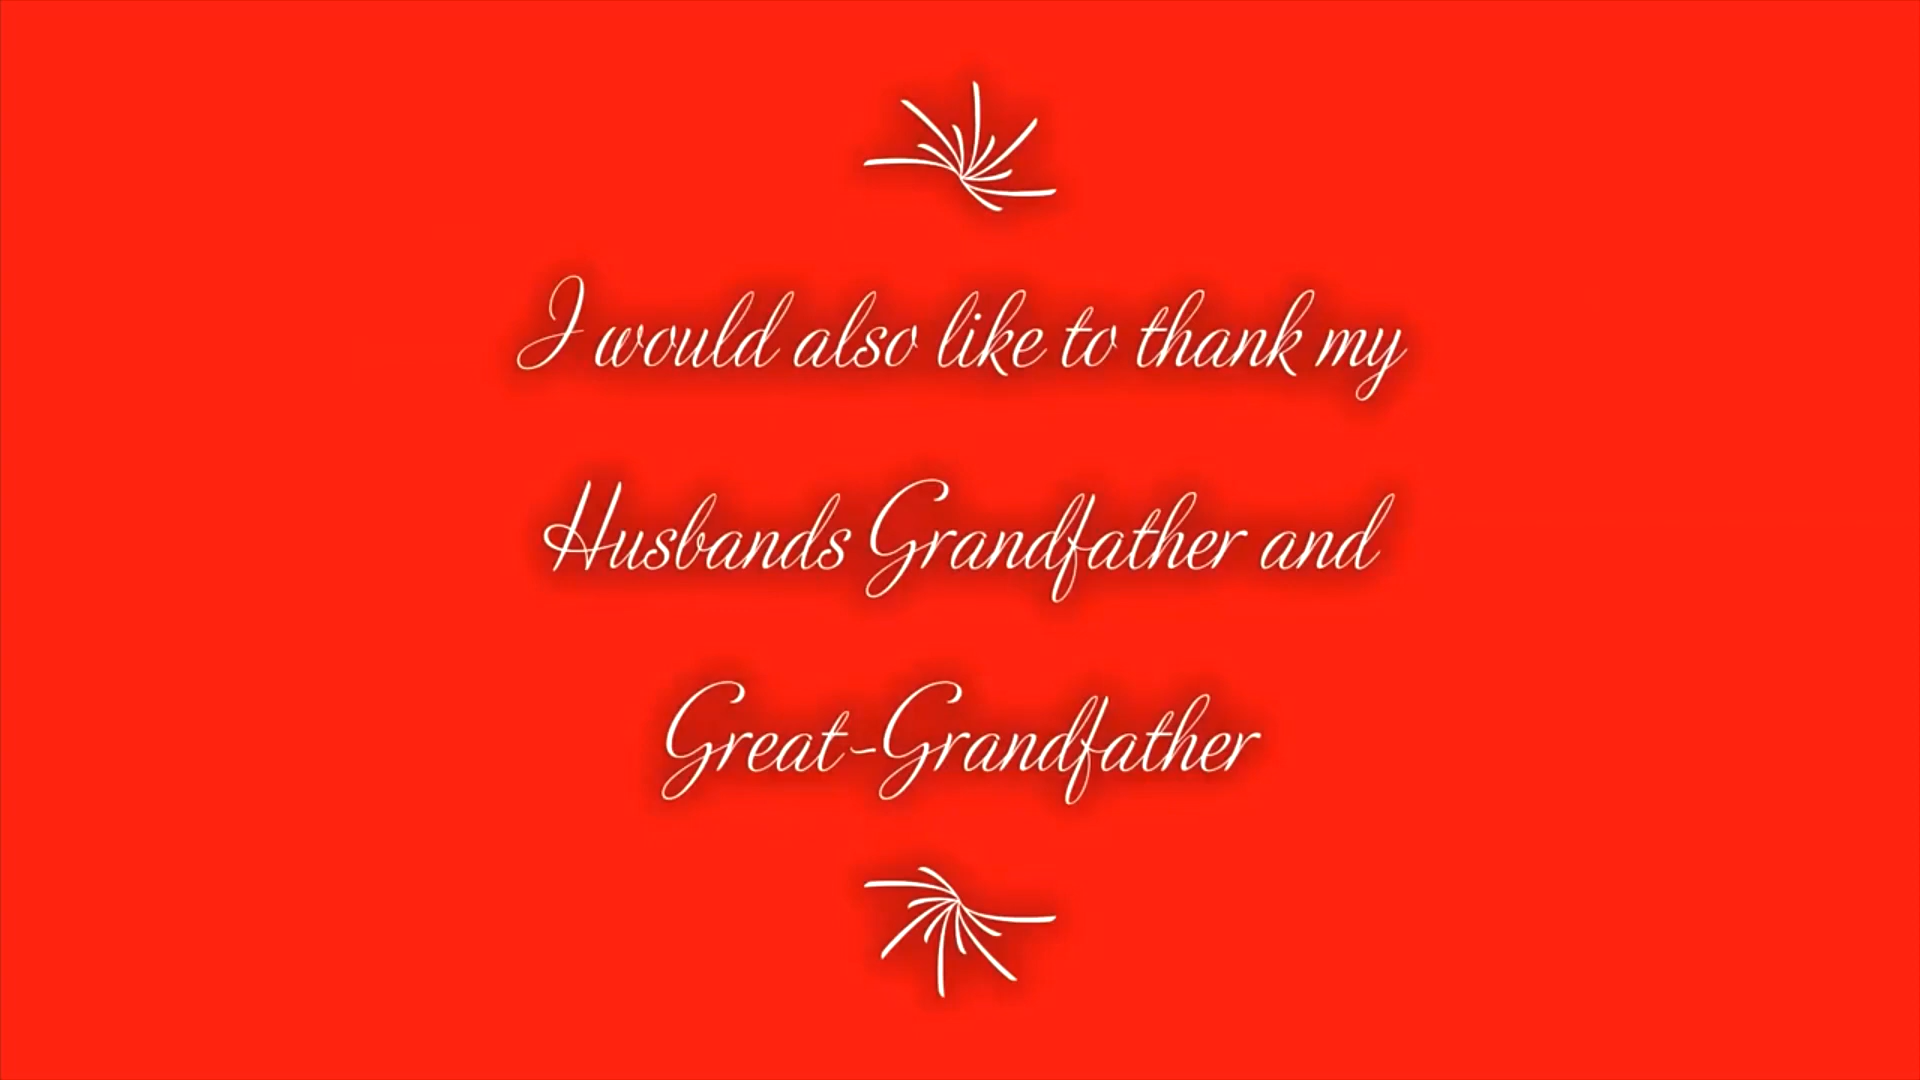 I would also like to thank my
Husbands Grandfather and
Great-Grandfather